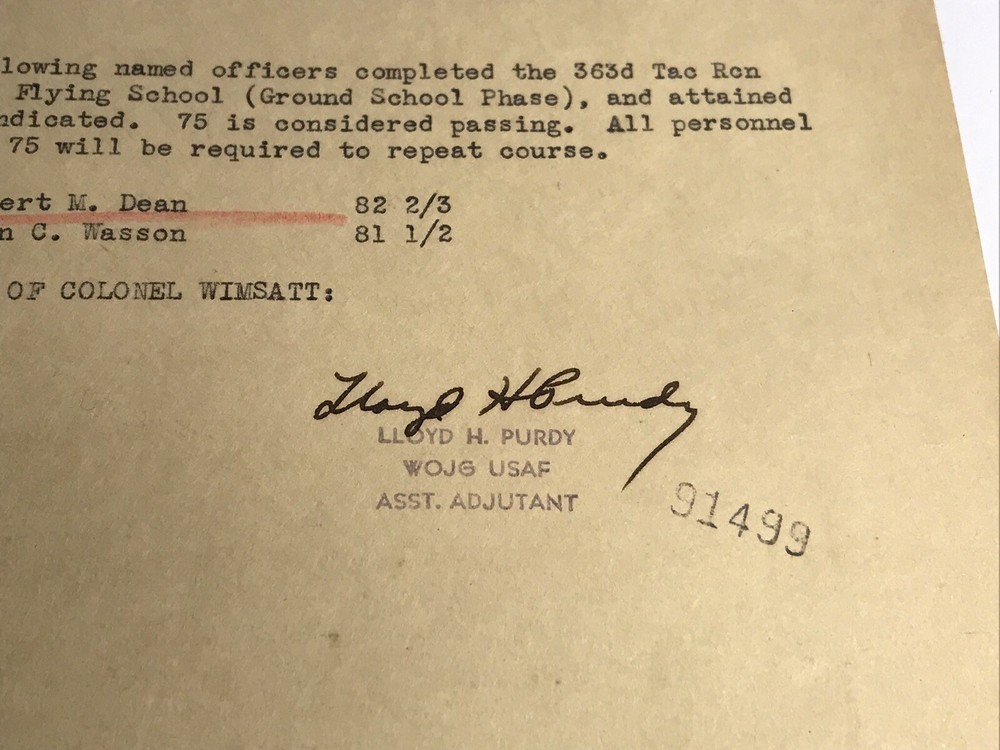 lowing named officers completed the 363d Tac Rcn
Flying School (Ground School Phase), and attained
ndicated. 75 is considered passing. All personnel
75 will be required to repeat course.
ert M. Dean 82 2/3
n C. Wasson 81 1/2
OF COLONEL WIMSATT:
Lloyd H Purdy
LLOYD H. PURDY
WOJG USAF
ASST. ADJUTANT
91499